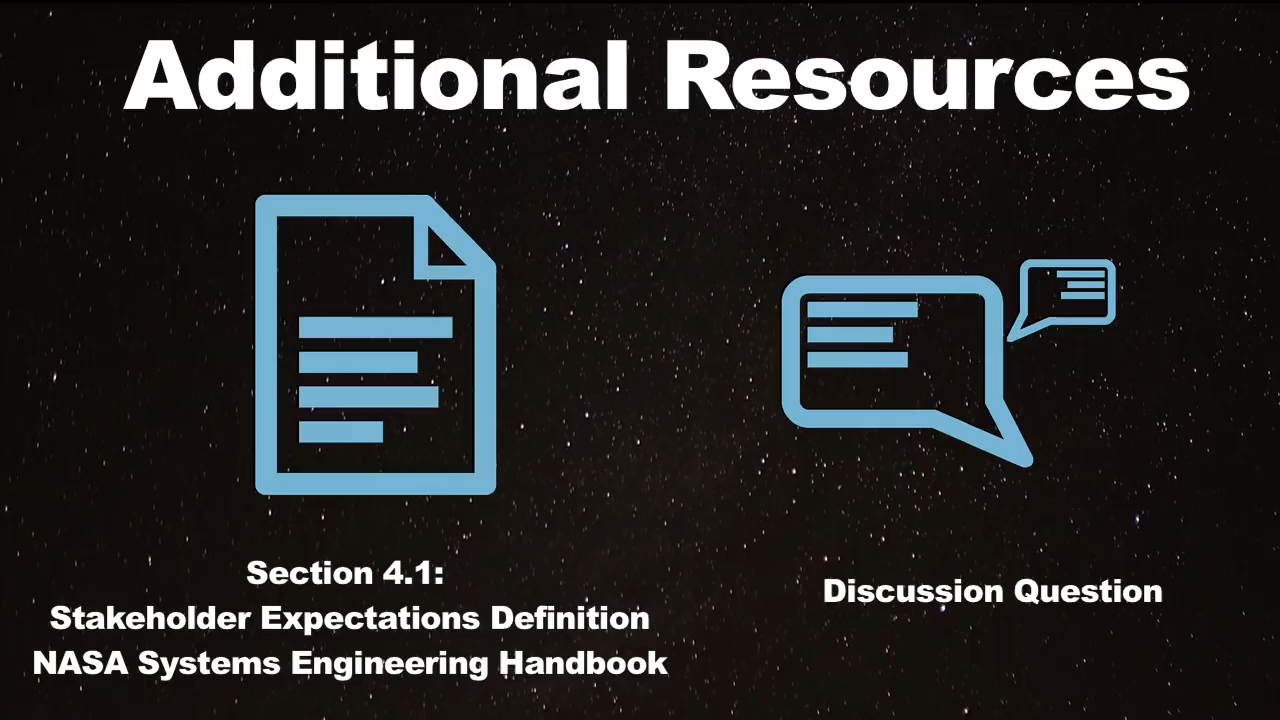 Additional Resources
Section 4.1:
Stakeholder Expectations Definition
NASA Systems Engineering Handbook
Discussion Question